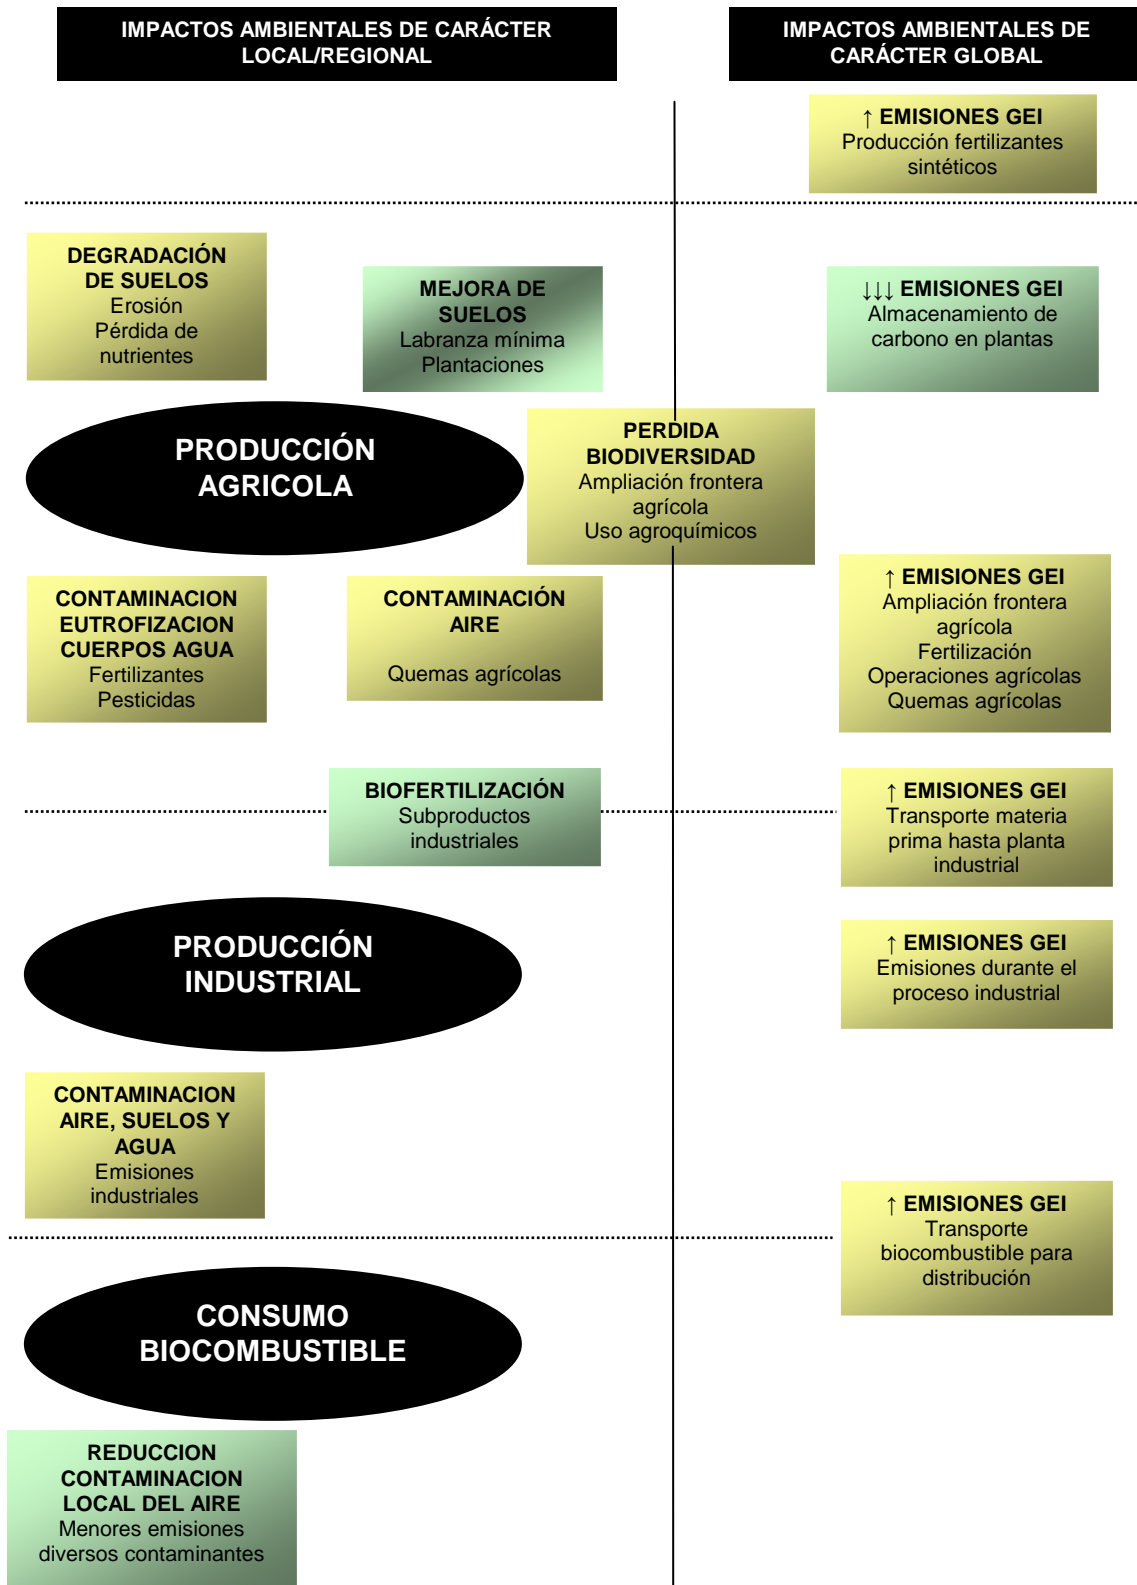 IMPACTOS AMBIENTALES DE CARÁCTER
LOCAL/REGIONAL
IMPACTOS AMBIENTALES DE
CARÁCTER GLOBAL
↑ EMISIONES GEI
Producción fertilizantes
sintéticos
DEGRADACIÓN
DE SUELOS
Erosión
Pérdida de
nutrientes
MEJORA DE
SUELOS
Labranza mínima
Plantaciones
↓↓↓ EMISIONES GEI
Almacenamiento de
carbono en plantas
PRODUCCIÓN
AGRICOLA
PERDIDA
BIODIVERSIDAD
Ampliación frontera
agrícola
Uso agroquímicos
CONTAMINACION
EUTROFIZACION
CUERPOS AGUA
Fertilizantes
Pesticidas
CONTAMINACIÓN
AIRE
Quemas agrícolas
↑ EMISIONES GEI
Ampliación frontera
agrícola
Fertilización
Operaciones agrícolas
Quemas agrícolas
BIOFERTILIZACIÓN
Subproductos
industriales
↑ EMISIONES GEI
Transporte materia
prima hasta planta
industrial
PRODUCCIÓN
INDUSTRIAL
↑ EMISIONES GEI
Emisiones durante el
proceso industrial
CONTAMINACION
AIRE, SUELOS Y
AGUA
Emisiones
industriales
↑ EMISIONES GEI
Transporte
biocombustible para
distribución
CONSUMO
BIOCOMBUSTIBLE
REDUCCION
CONTAMINACION
LOCAL DEL AIRE
Menores emisiones
diversos contaminantes